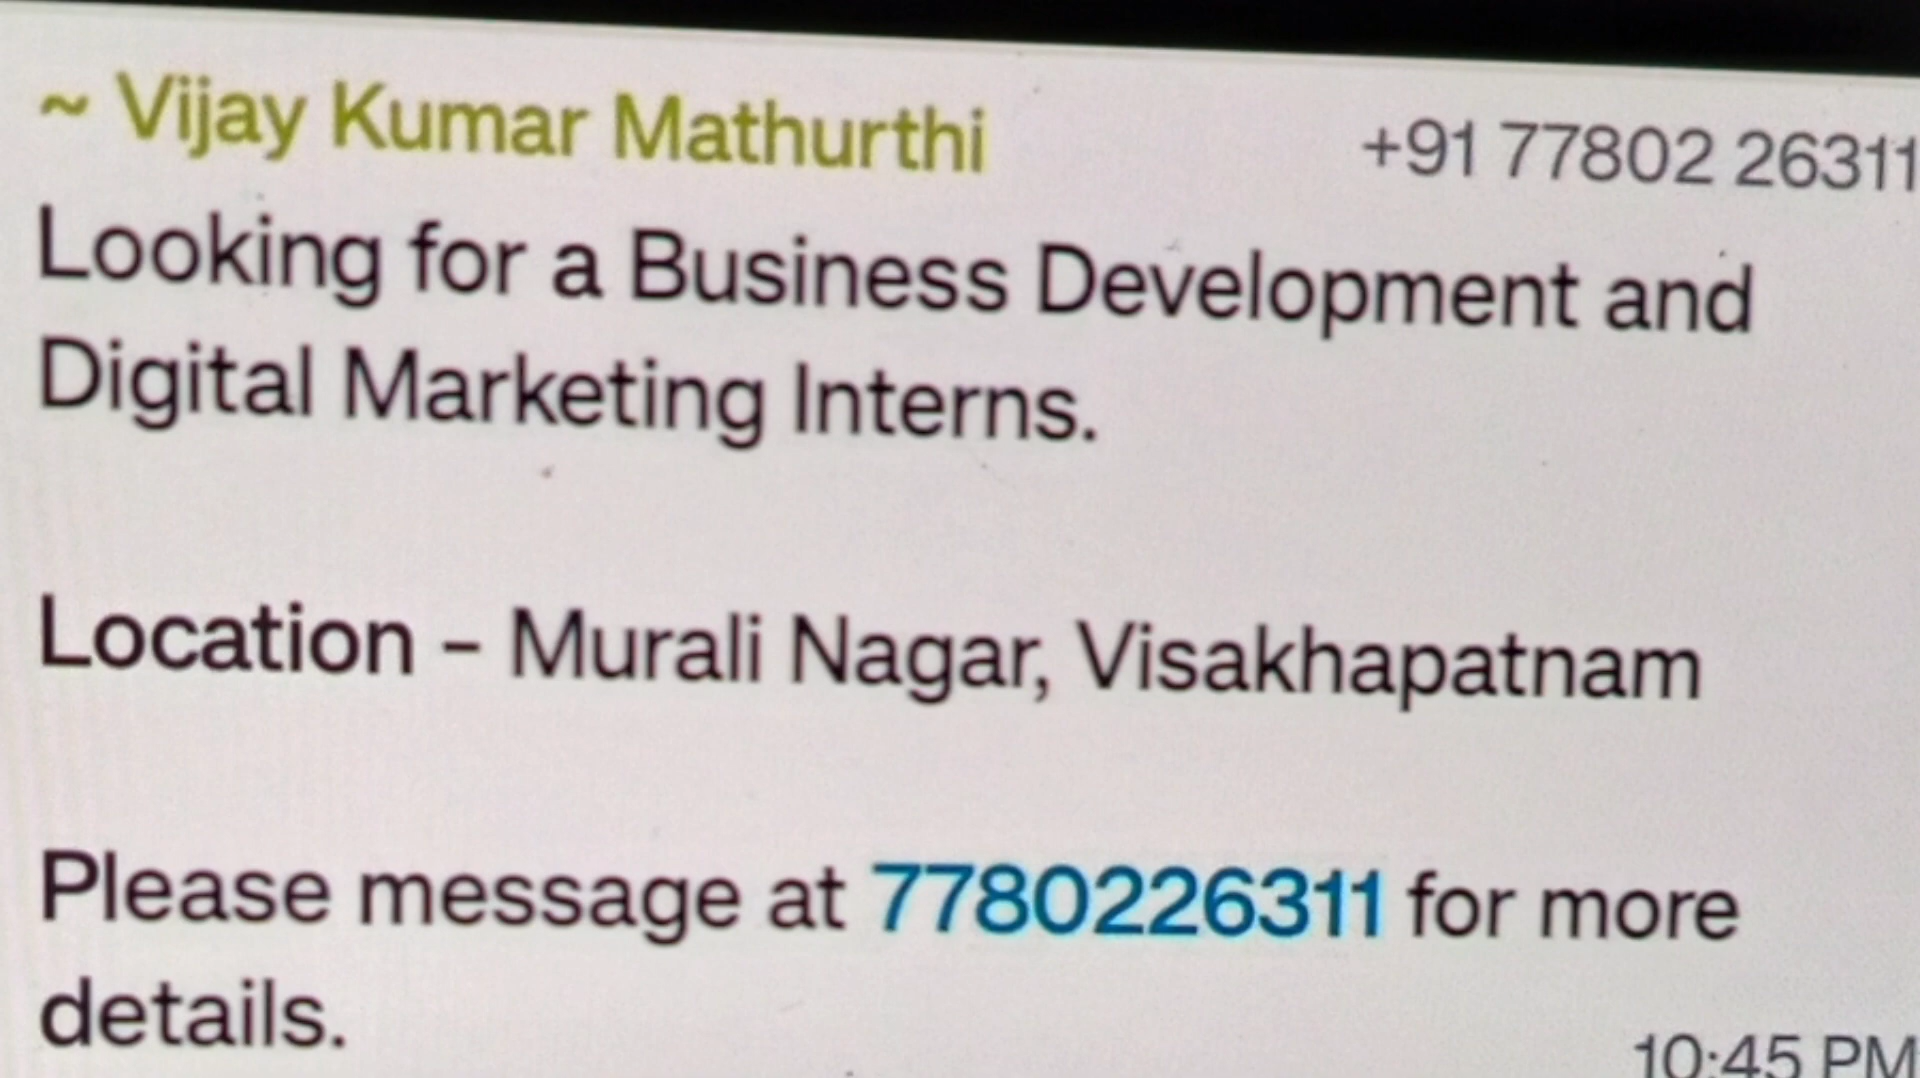 ~ Vijay Kumar Mathurthi +91 77802 26311
Looking for a Business Development and
Digital Marketing Interns.
Location - Murali Nagar, Visakhapatnam
Please message at 7780226311 for more
details.
10:45 PM